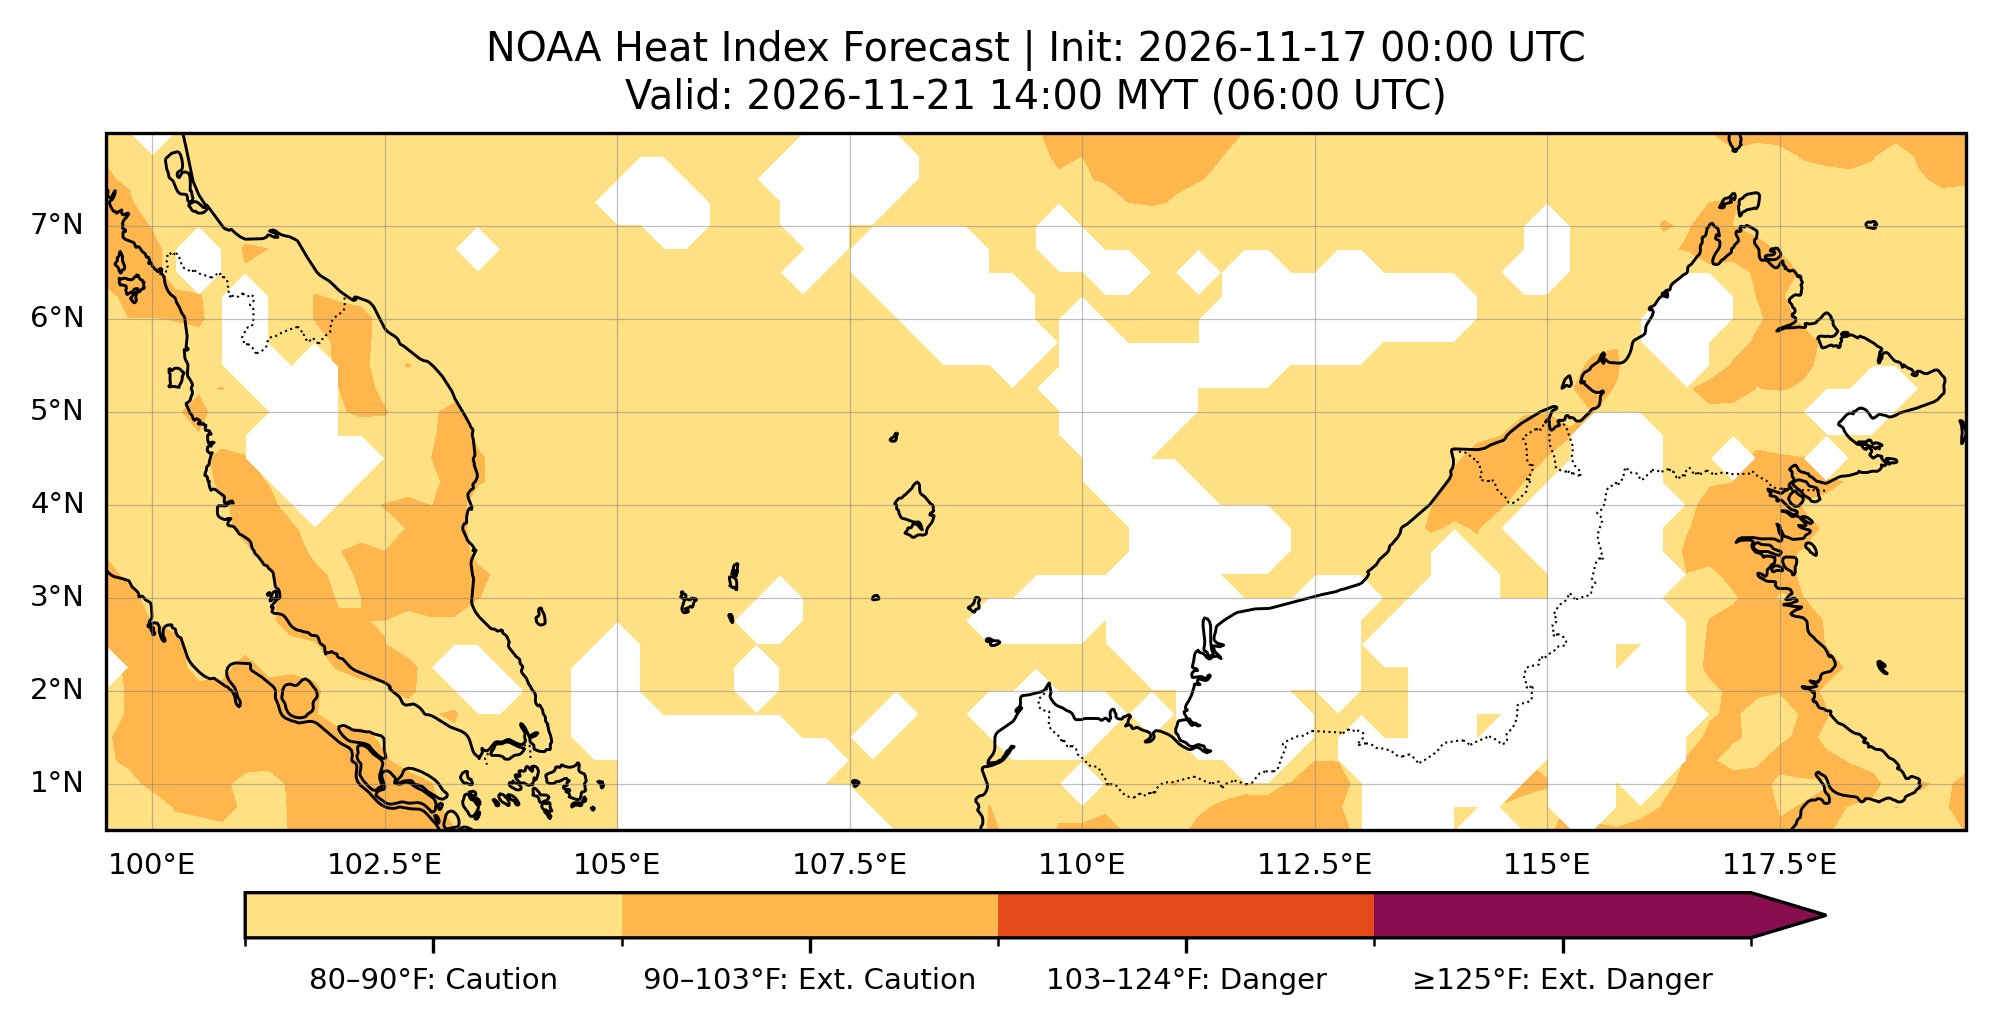 NOAA Heat Index Forecast | Init: 2026-11-17 00:00 UTC
Valid: 2026-11-21 14:00 MYT (06:00 UTC)
7°N
6°N
5°N
4°N
3°N
2°N
1°N
100°E 102.5°E 105°E 107.5°E 110°E 112.5°E 115°E 117.5°E
80–90°F: Caution 90–103°F: Ext. Caution 103–124°F: Danger ≥125°F: Ext. Danger